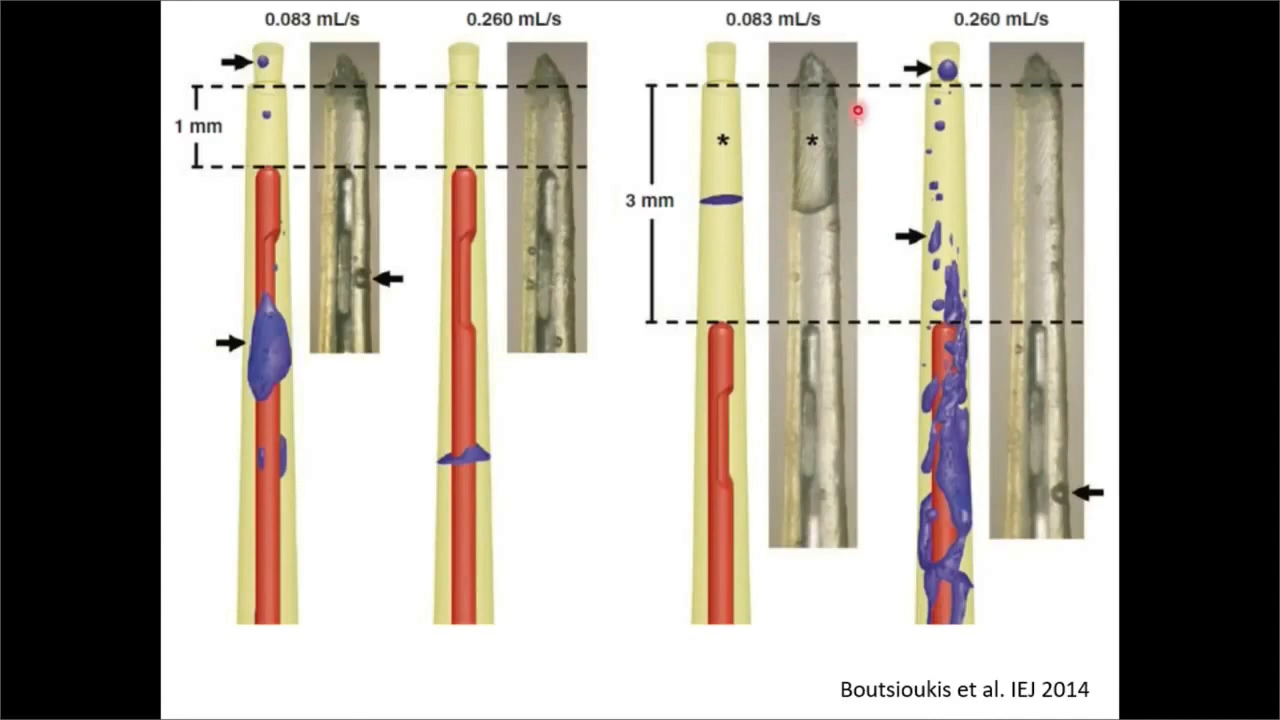 0.083 mL/s
0.260 mL/s
0.083 mL/s
0.260 mL/s
1 mm
*
*
3 mm
Boutsioukis et al. IEJ 2014